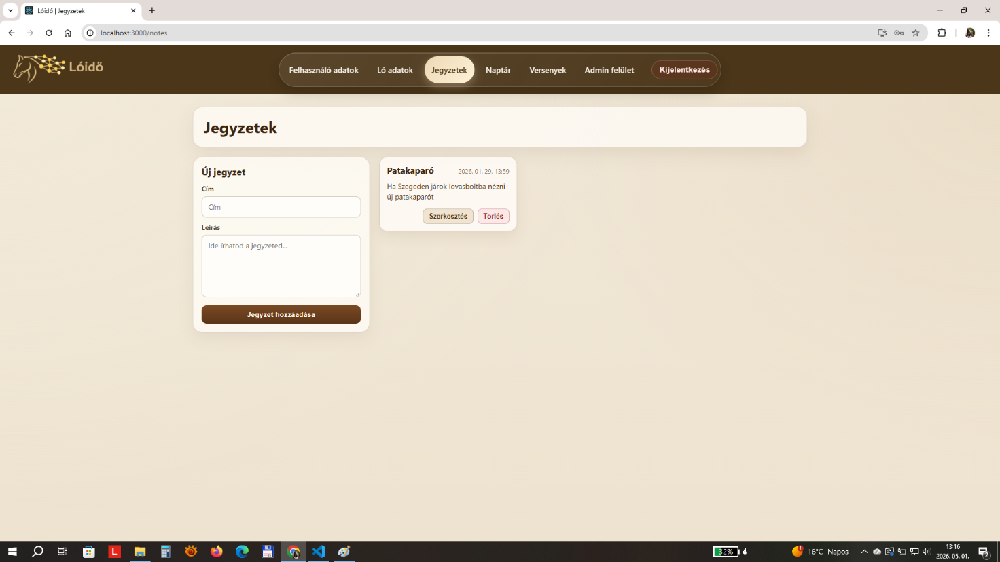 Lóidő | Jegyzetek
localhost:3000/notes
Lóidő
Felhasználó adatok
Ló adatok
Jegyzetek
Naptár
Versenyek
Admin felület
Kijelentkezés
Jegyzetek
Új jegyzet
Cím
Cím
Leírás
Ide írhatod a jegyzeted...
Jegyzet hozzáadása
Patakaparó
2026. 01. 29. 13:59
Ha Szegeden járok lovasboltba nézni
új patakaparót
Szerkesztés
Törlés
L
32%
1
16°C Napos
13:16
2026. 05. 01.
2